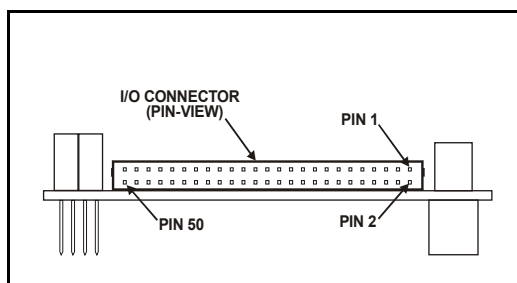 I/O CONNECTOR
(PIN-VIEW)
PIN 1
PIN 50
PIN 2